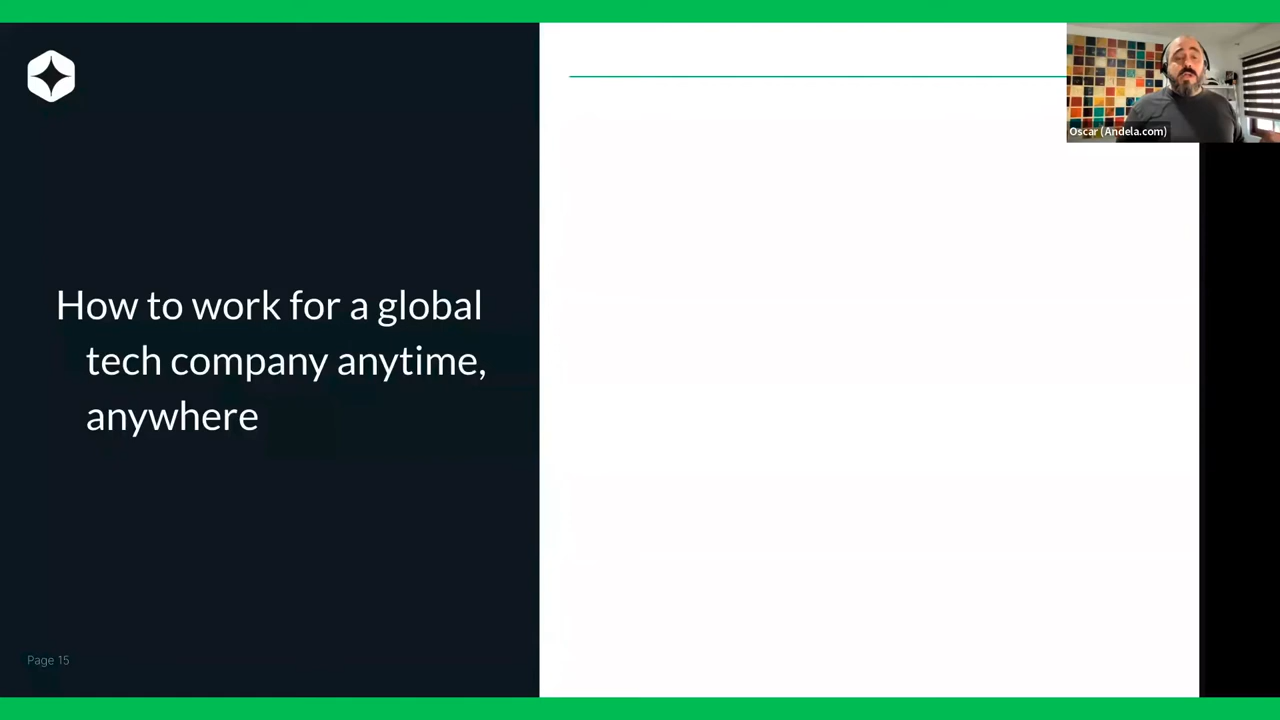 How to work for a global
tech company anytime,
anywhere
Oscar (Andela.com)
Page 15